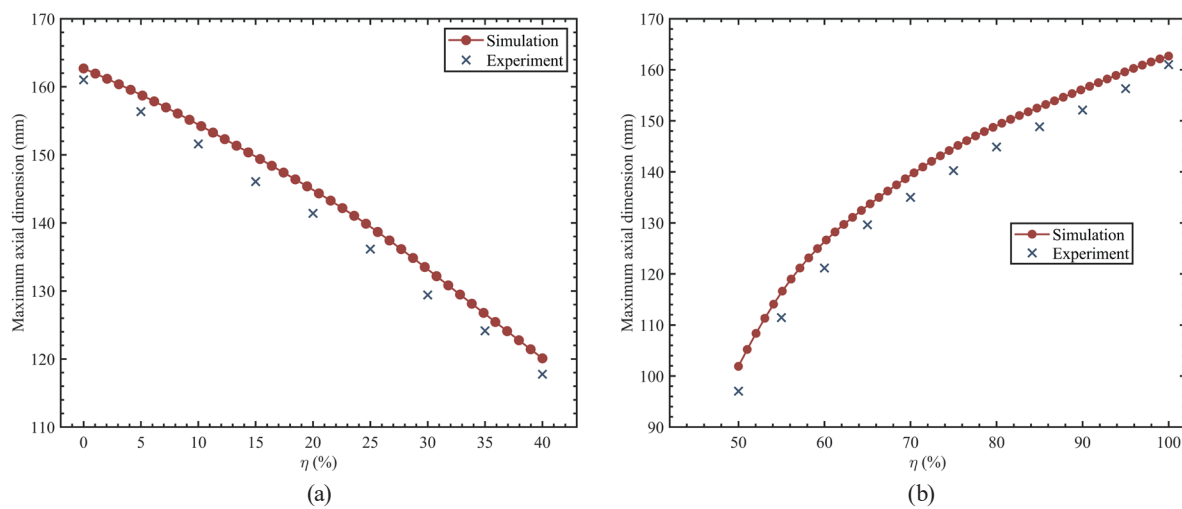 170
160
150
140
130
120
110
Maximum axial dimension (mm)
Simulation
Experiment
0 5 10 15 20 25 30 35 40
η (%)
(a)
170
160
150
140
130
120
110
100
90
Maximum axial dimension (mm)
Simulation
Experiment
50 60 70 80 90 100
η (%)
(b)